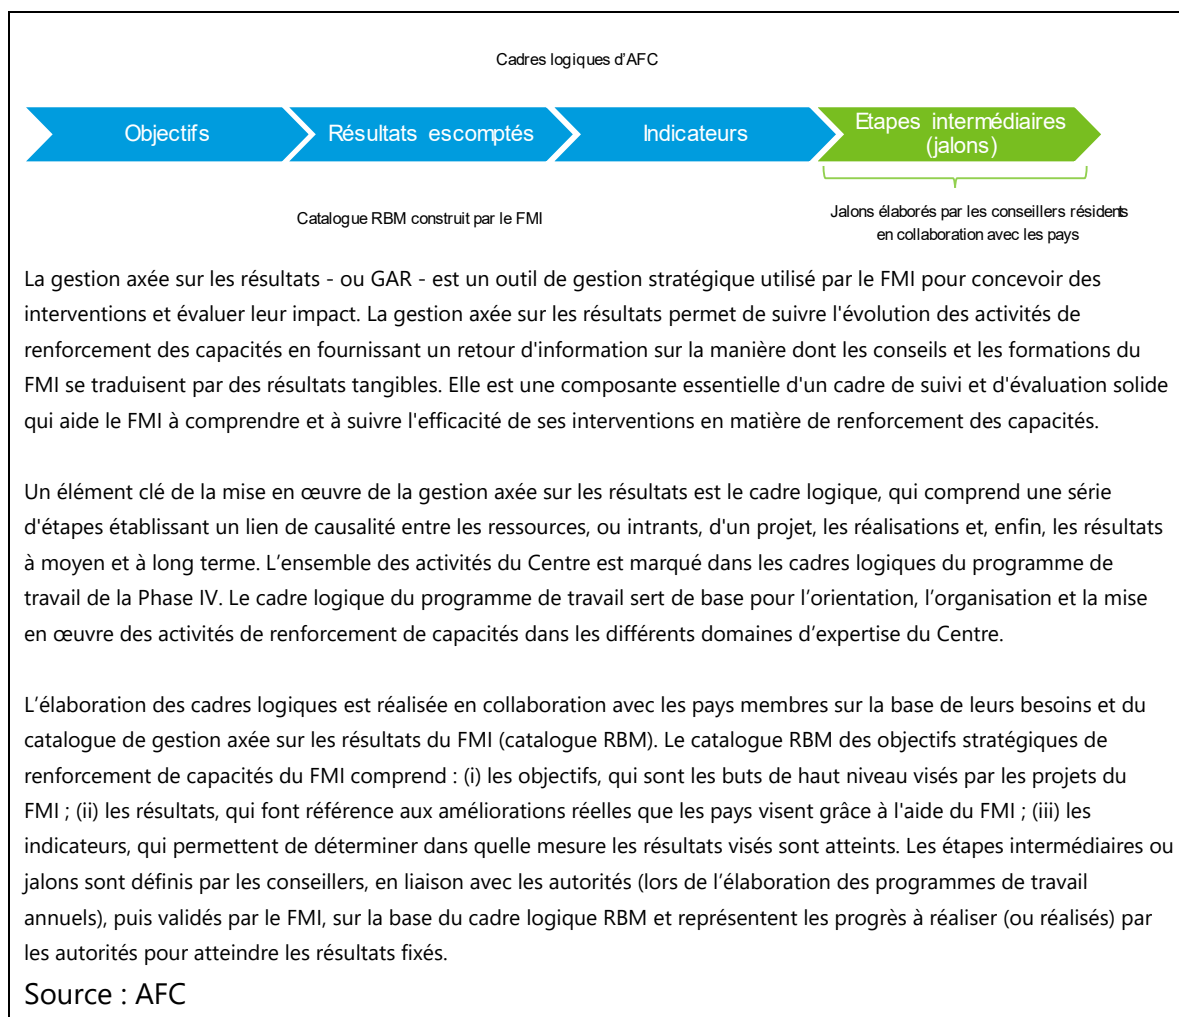 Cadres logiques d'AFC
Objectifs
Résultats escomptés
Indicateurs
Etapes intermédiaires
(jalons)
Catalogue RBM construit par le FMI
Jalons élaborés par les conseillers résidents
en collaboration avec les pays
La gestion axée sur les résultats - ou GAR - est un outil de gestion stratégique utilisé par le FMI pour concevoir des
interventions et évaluer leur impact. La gestion axée sur les résultats permet de suivre l'évolution des activités de
renforcement des capacités en fournissant un retour d'information sur la manière dont les conseils et les formations du
FMI se traduisent par des résultats tangibles. Elle est une composante essentielle d'un cadre de suivi et d'évaluation solide
qui aide le FMI à comprendre et à suivre l'efficacité de ses interventions en matière de renforcement des capacités.
Un élément clé de la mise en œuvre de la gestion axée sur les résultats est le cadre logique, qui comprend une série
d'étapes établissant un lien de causalité entre les ressources, ou intrants, d'un projet, les réalisations et, enfin, les résultats
à moyen et à long terme. L'ensemble des activités du Centre est marqué dans les cadres logiques du programme de
travail de la Phase IV. Le cadre logique du programme de travail sert de base pour l'orientation, l'organisation et la mise
en œuvre des activités de renforcement de capacités dans les différents domaines d'expertise du Centre.
L'élaboration des cadres logiques est réalisée en collaboration avec les pays membres sur la base de leurs besoins et du
catalogue de gestion axée sur les résultats du FMI (catalogue RBM). Le catalogue RBM des objectifs stratégiques de
renforcement de capacités du FMI comprend : (i) les objectifs, qui sont les buts de haut niveau visés par les projets du
FMI ; (ii) les résultats, qui font référence aux améliorations réelles que les pays visent grâce à l'aide du FMI ; (iii) les
indicateurs, qui permettent de déterminer dans quelle mesure les résultats visés sont atteints. Les étapes intermédiaires ou
jalons sont définis par les conseillers, en liaison avec les autorités (lors de l'élaboration des programmes de travail
annuels), puis validés par le FMI, sur la base du cadre logique RBM et représentent les progrès à réaliser (ou réalisés) par
les autorités pour atteindre les résultats fixés.
Source : AFC